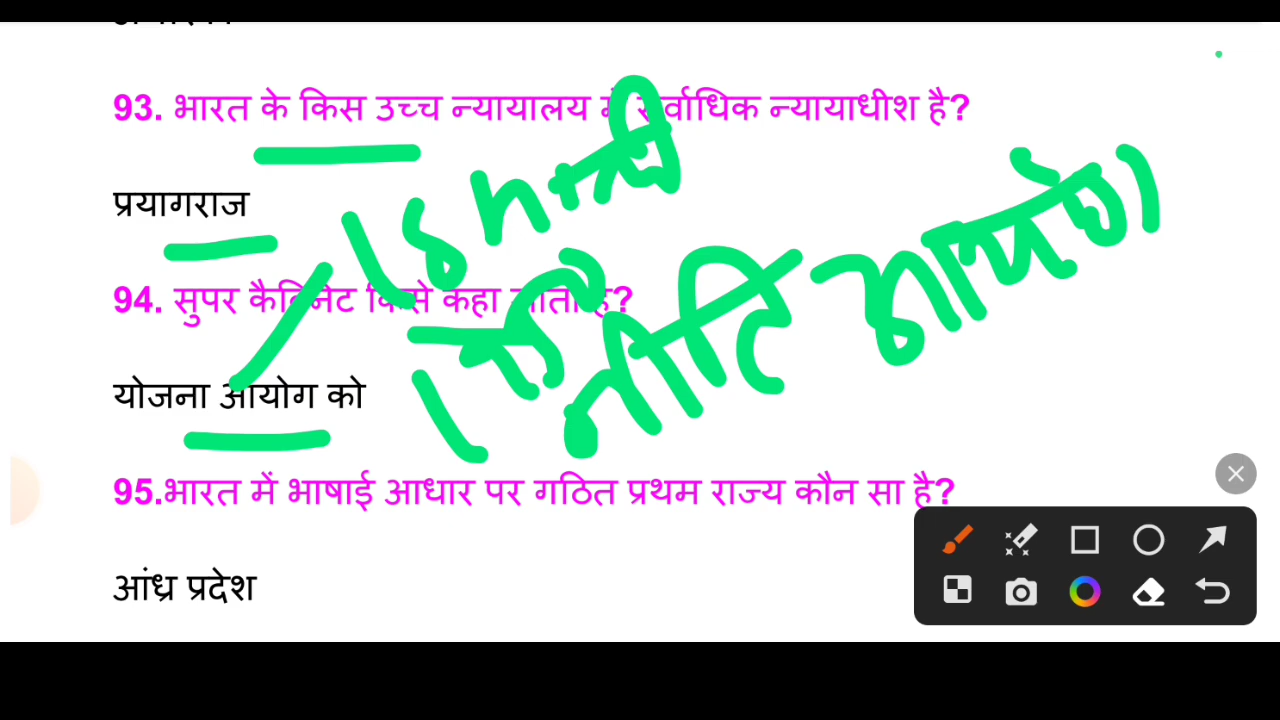 93. भारत के किस उच्च न्यायालय में सर्वाधिक न्यायाधीश है?
प्रयागराज
94. सुपर कैबिनेट किसे कहा जाता है?
योजना आयोग को
नीति आयोग
95.भारत में भाषाई आधार पर गठित प्रथम राज्य कौन सा है?
आंध्र प्रदेश